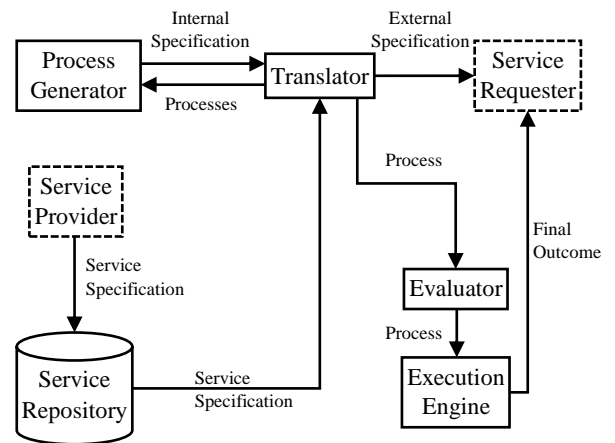 Internal
Specification
External
Specification
Process
Generator
Translator
Service
Requester
Processes
Process
Service
Provider
Final
Outcome
Service
Specification
Evaluator
Process
Service
Repository
Service
Specification
Execution
Engine